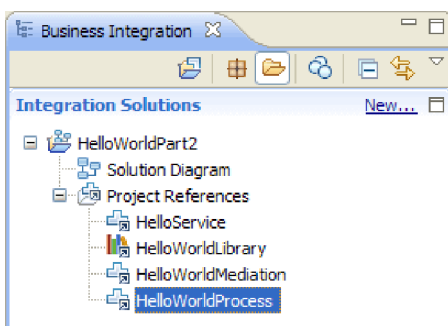 Business Integration
Integration Solutions New...
HelloWorldPart2
Solution Diagram
Project References
HelloService
HelloWorldLibrary
HelloWorldMediation
HelloWorldProcess